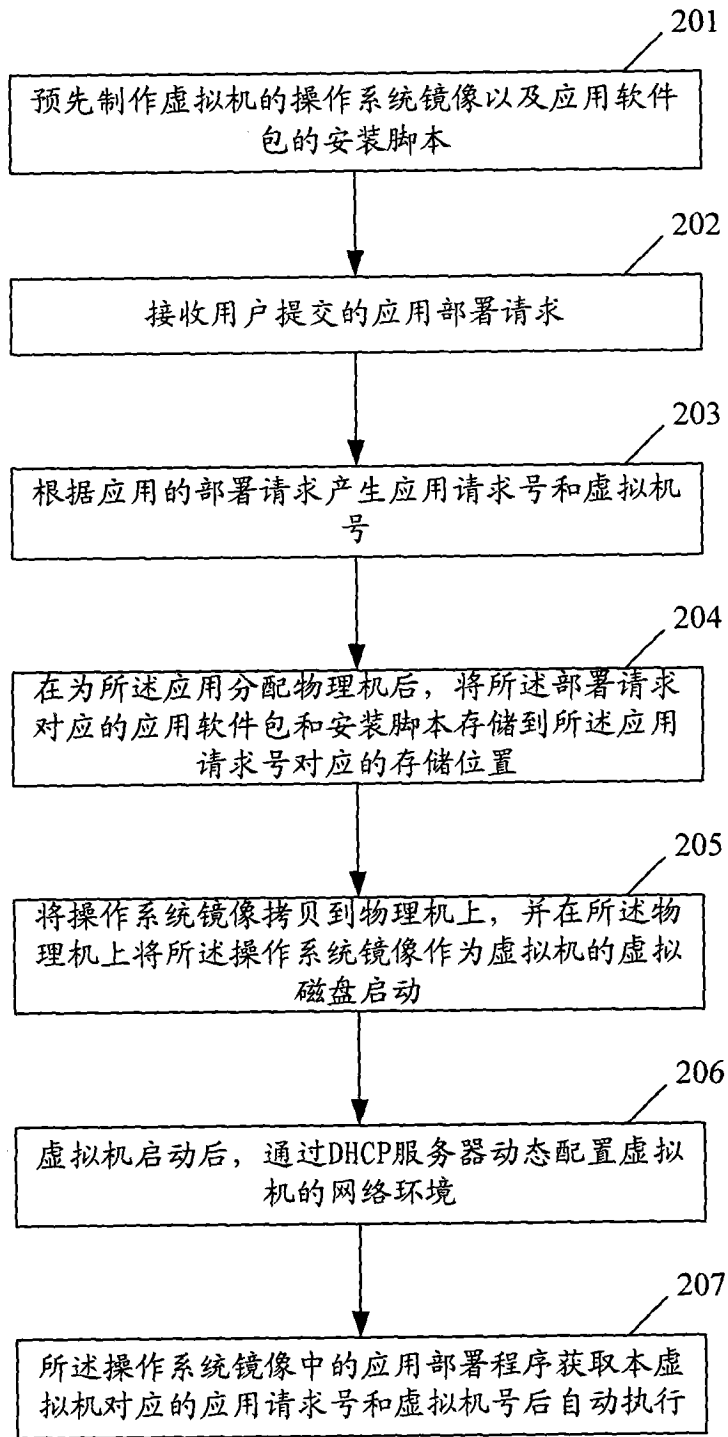 201
预先制作虚拟机的操作系统镜像以及应用软件
包的安装脚本
202
接收用户提交的应用部署请求
203
根据应用的部署请求产生应用请求号和虚拟机
号
204
在为所述应用分配物理机后，将所述部署请求
对应的应用软件包和安装脚本存储到所述应用
请求号对应的存储位置
205
将操作系统镜像拷贝到物理机上，并在所述物
理机上将所述操作系统镜像作为虚拟机的虚拟
磁盘启动
206
虚拟机启动后，通过DHCP服务器动态配置虚拟
机的网络环境
207
所述操作系统镜像中的应用部署程序获取本虚
拟机对应的应用请求号和虚拟机号后自动执行